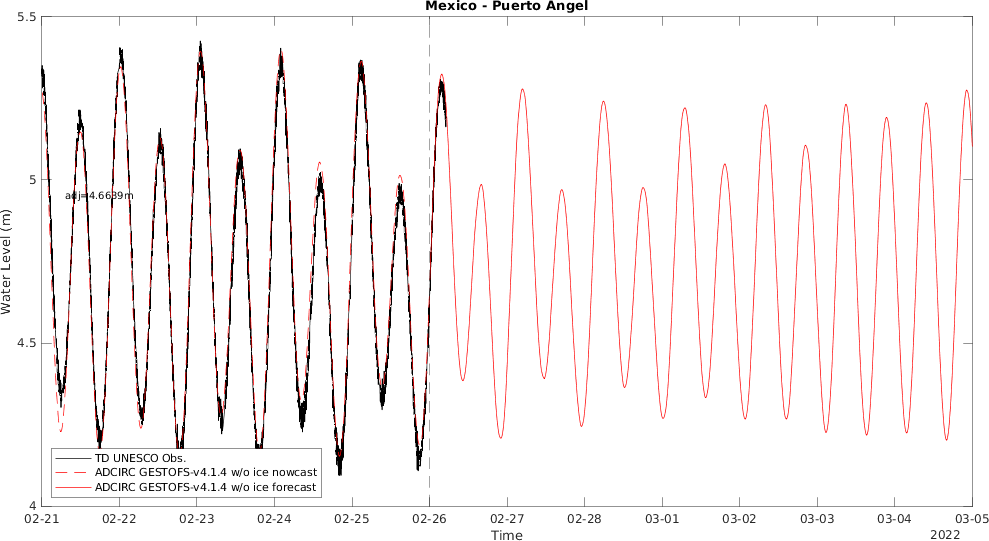 Mexico - Puerto Angel
5.5
5
4.5
4
Water Level (m)
adj=4.6639m
TD UNESCO Obs.
ADCIRC GESTOFS-v4.1.4 w/o ice nowcast
ADCIRC GESTOFS-v4.1.4 w/o ice forecast
02-21 02-22 02-23 02-24 02-25 02-26 02-27 02-28 03-01 03-02 03-03 03-04 03-05
Time
2022